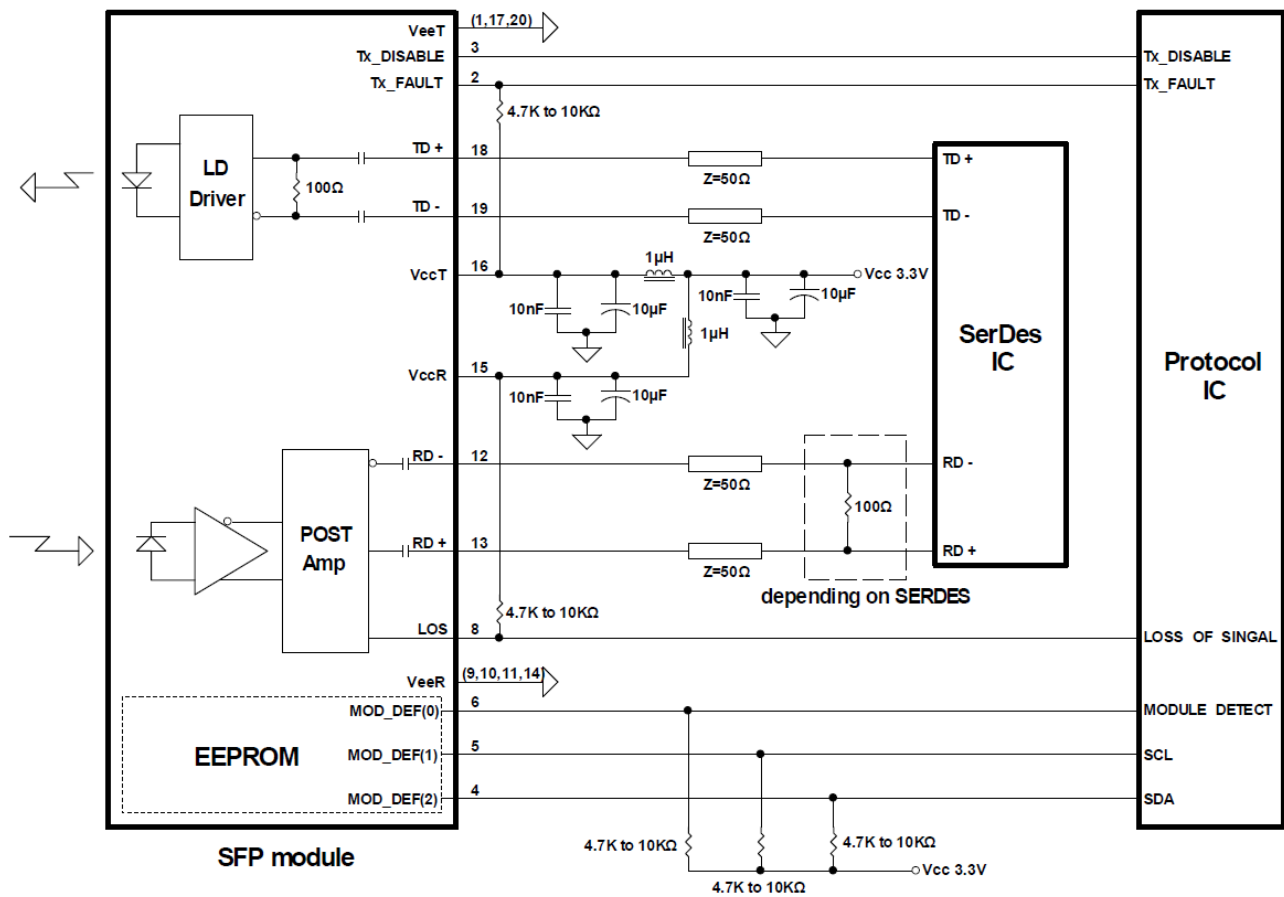 VeeT
(1,17,20)
Tx_DISABLE
3
Tx_DISABLE
Tx_FAULT
2
Tx_FAULT
4.7K to 10KΩ
LD
Driver
100Ω
TD +
18
Z=50Ω
TD +
TD -
19
Z=50Ω
TD -
VccT
16
1µH
Vcc 3.3V
10nF
10µF
10nF
10µF
1µH
SerDes
IC
Protocol
IC
VccR
15
10nF
10µF
RD -
12
Z=50Ω
RD -
100Ω
POST
Amp
RD +
13
Z=50Ω
RD +
depending on SERDES
4.7K to 10KΩ
LOS
8
LOSS OF SINGAL
VeeR
(9,10,11,14)
EEPROM
MOD_DEF(0)
6
MODULE DETECT
MOD_DEF(1)
5
SCL
MOD_DEF(2)
4
SDA
4.7K to 10KΩ
4.7K to 10KΩ
4.7K to 10KΩ
Vcc 3.3V
SFP module